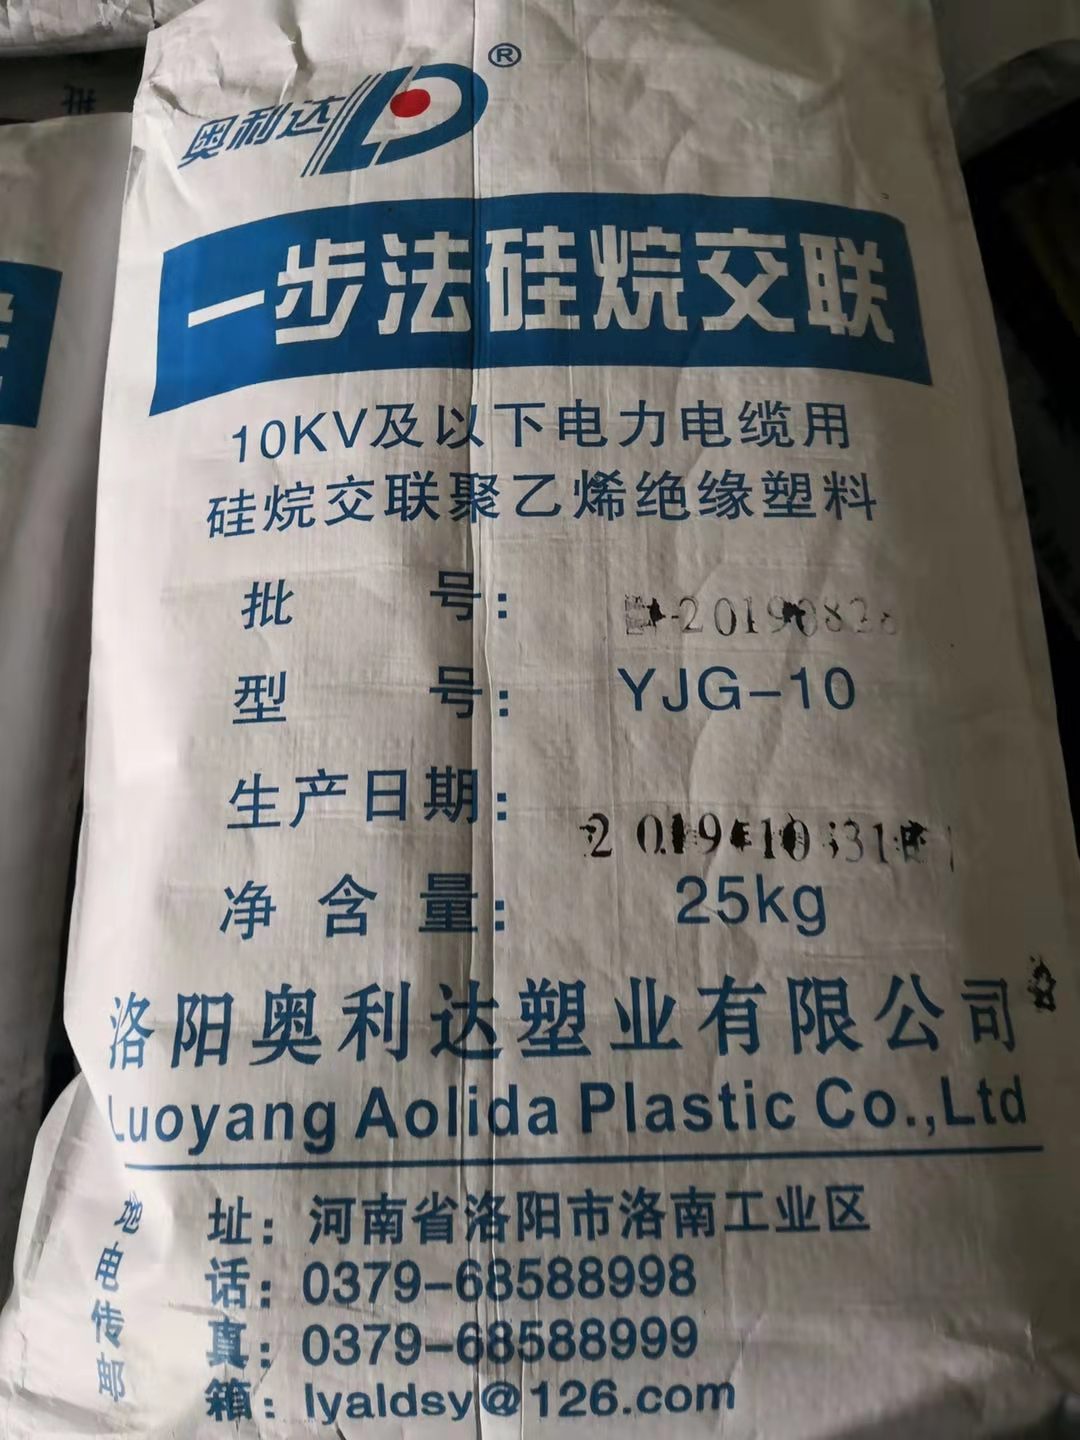 奥利达 ®
一步法硅烷交联
10KV及以下电力电缆用
硅烷交联聚乙烯绝缘塑料
批 号:
型 号: YJG-10
生产日期:
净 含 量: 25kg
洛阳奥利达塑业有限公司
Luoyang Aolida Plastic Co.,Ltd
地 址: 河南省洛阳市洛南工业区
电 话: 0379-68588998
传 真: 0379-68588999
邮 箱: lyaldsy@126.com